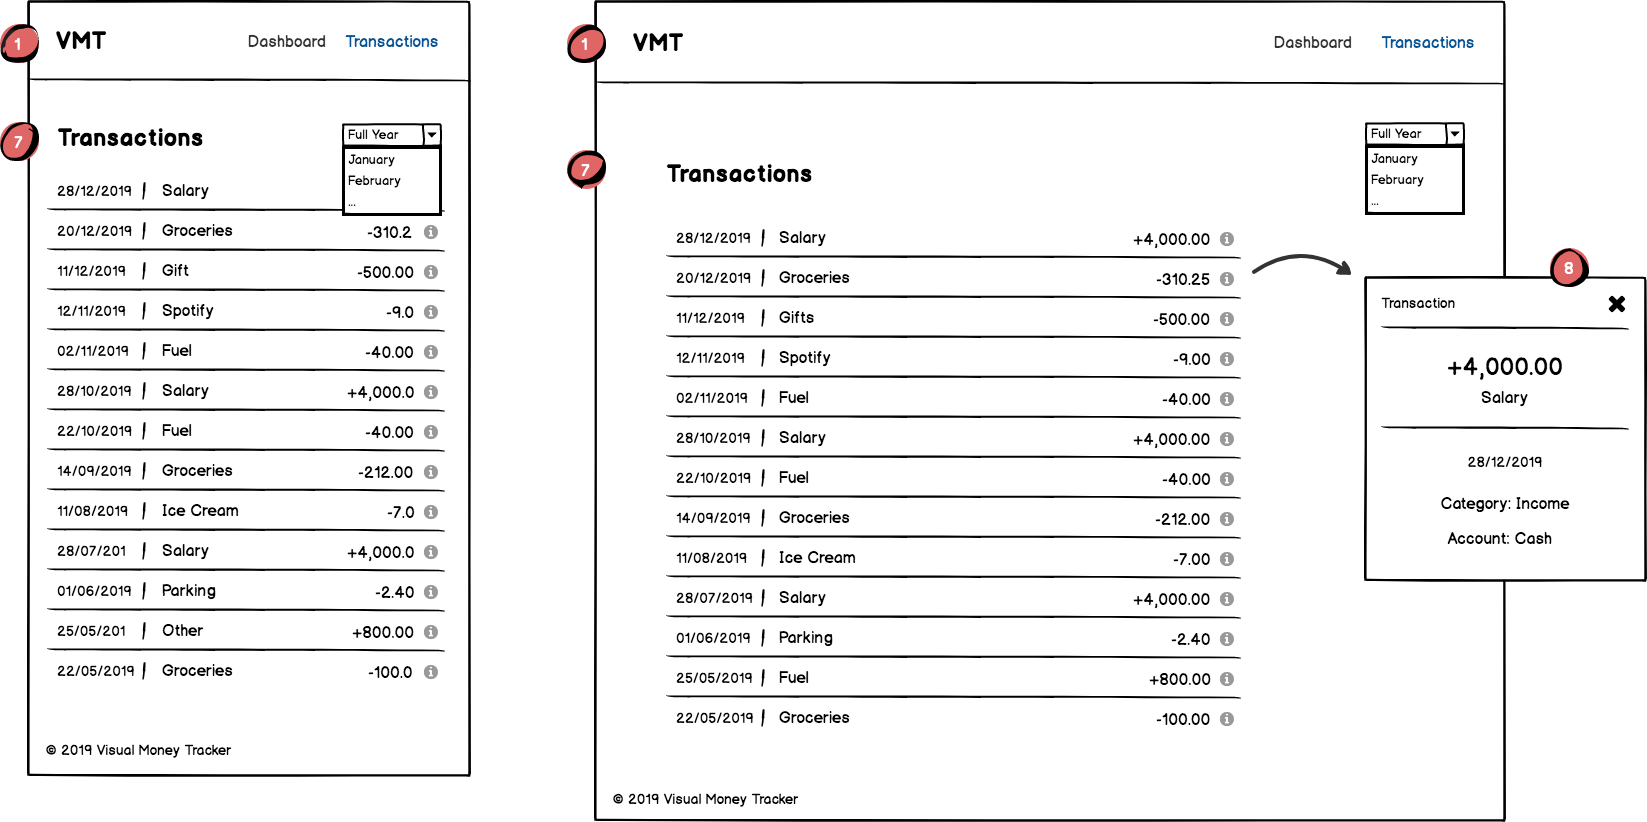 1
VMT Dashboard Transactions
7
Transactions Full Year
January
February
...
28/12/2019 | Salary
20/12/2019 | Groceries -310.2
11/12/2019 | Gift -500.00
12/11/2019 | Spotify -9.0
02/11/2019 | Fuel -40.00
28/10/2019 | Salary +4,000.0
22/10/2019 | Fuel -40.00
14/09/2019 | Groceries -212.00
11/08/2019 | Ice Cream -7.0
28/07/201 | Salary +4,000.0
01/06/2019 | Parking -2.40
25/05/201 | Other +800.00
22/05/2019 | Groceries -100.0
© 2019 Visual Money Tracker
1
VMT Dashboard Transactions
Full Year
January
February
...
7
Transactions
28/12/2019 | Salary +4,000.00
20/12/2019 | Groceries -310.25
11/12/2019 | Gifts -500.00
12/11/2019 | Spotify -9.00
02/11/2019 | Fuel -40.00
28/10/2019 | Salary +4,000.00
22/10/2019 | Fuel -40.00
14/09/2019 | Groceries -212.00
11/08/2019 | Ice Cream -7.00
28/07/2019 | Salary +4,000.00
01/06/2019 | Parking -2.40
25/05/2019 | Fuel +800.00
22/05/2019 | Groceries -100.00
© 2019 Visual Money Tracker
8
Transaction
+4,000.00
Salary
28/12/2019
Category: Income
Account: Cash